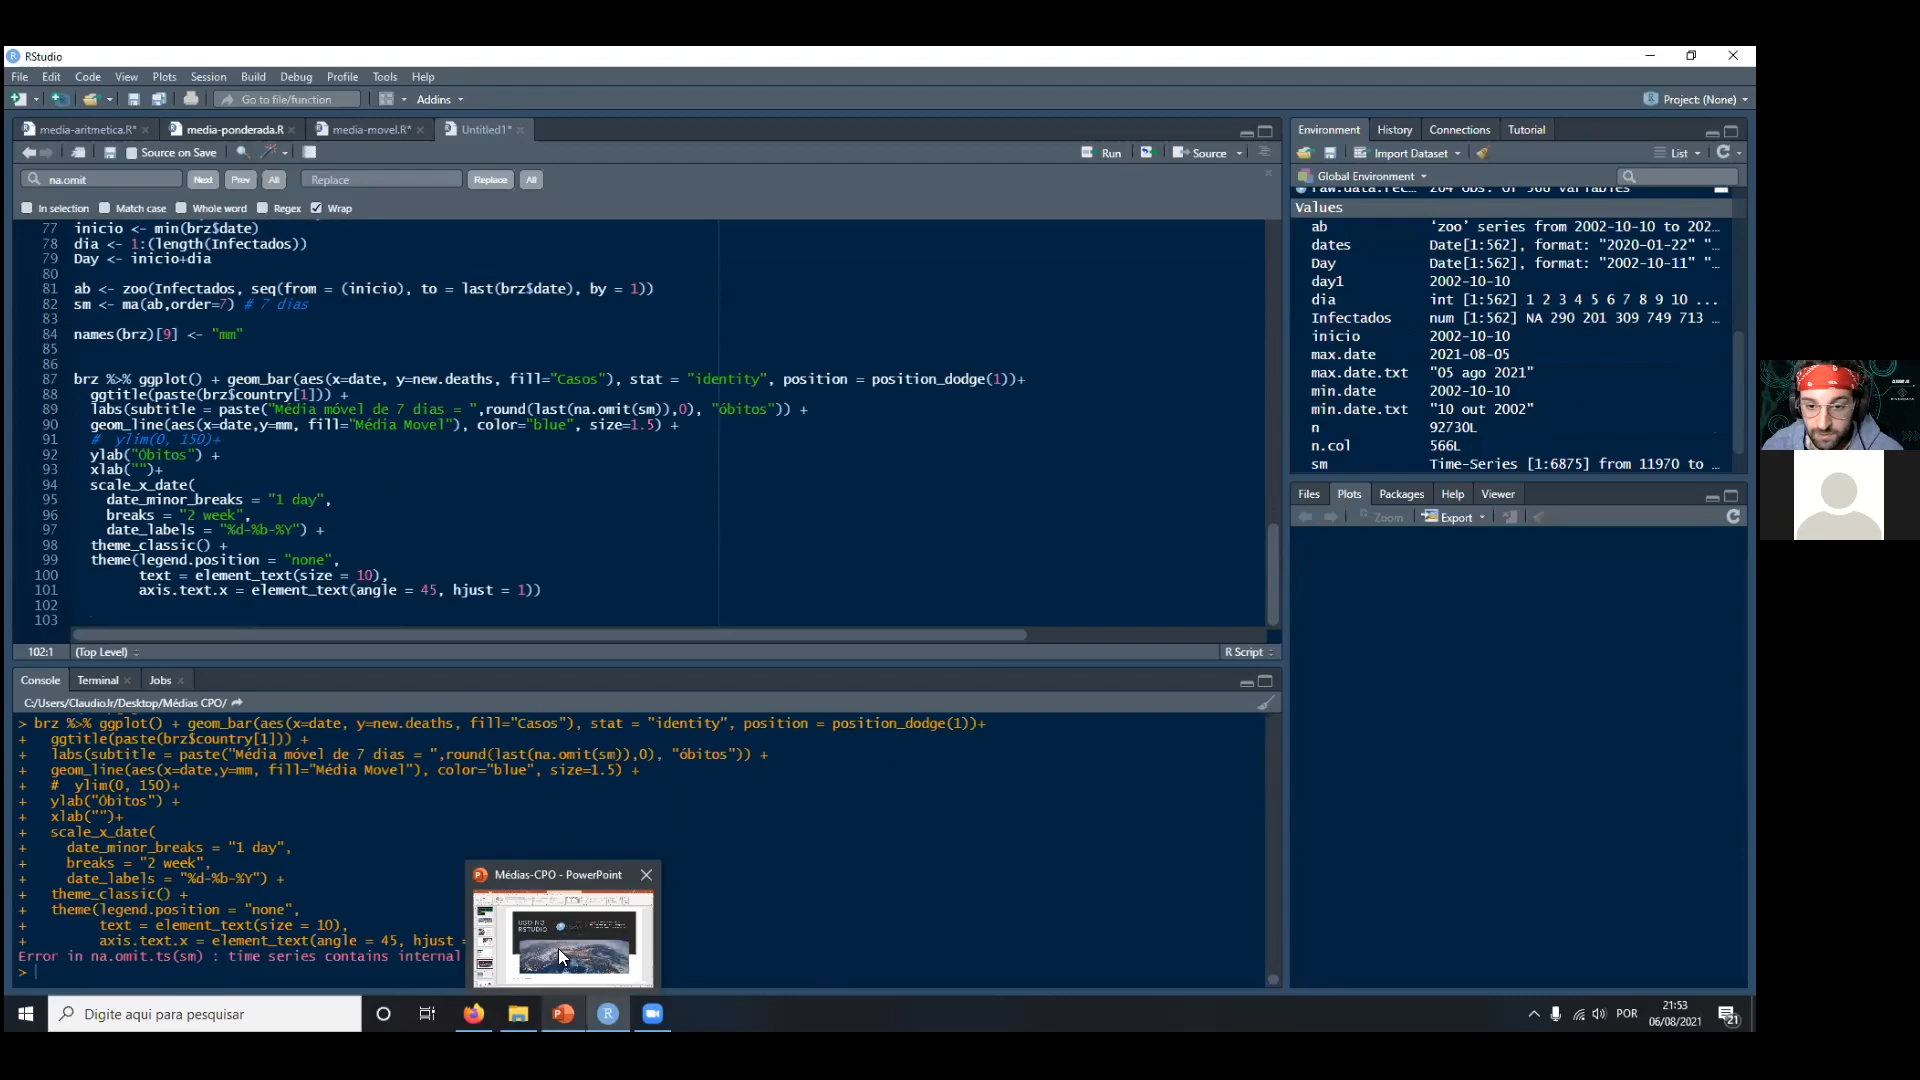 RStudio
File Edit Code View Plots Session Build Debug Profile Tools Help
Go to file/function Addins Project: (None)
media-aritmetica.R* media-ponderada.R media-movel.R* Untitled1*
Source on Save Run Source
na.omit Next Prev All Replace Replace All
In selection Match case Whole word Regex Wrap
77 inicio <- min(brz$date)
78 dia <- 1:(length(Infectados))
79 Day <- inicio+dia
80
81 ab <- zoo(Infectados, seq(from = (inicio), to = last(brz$date), by = 1))
82 sm <- ma(ab,order=7) # 7 dias
83
84 names(brz)[9] <- "mm"
85
86
87 brz %>% ggplot() + geom_bar(aes(x=date, y=new.deaths, fill="Casos"), stat = "identity", position = position_dodge(1))+
88 ggtitle(paste(brz$country[1])) +
89 labs(subtitle = paste("Média móvel de 7 dias = ",round(last(na.omit(sm)),0), "óbitos")) +
90 geom_line(aes(x=date,y=mm, fill="Média Movel"), color="blue", size=1.5) +
91 # ylim(0, 150)+
92 ylab("Óbitos") +
93 xlab("")+
94 scale_x_date(
95 date_minor_breaks = "1 day",
96 breaks = "2 week",
97 date_labels = "%d-%b-%Y") +
98 theme_classic() +
99 theme(legend.position = "none",
100 text = element_text(size = 10),
101 axis.text.x = element_text(angle = 45, hjust = 1))
102
103
102:1 (Top Level) R Script
Console Terminal Jobs
C:/Users/ClaudioJr/Desktop/Médias CPO/
> brz %>% ggplot() + geom_bar(aes(x=date, y=new.deaths, fill="Casos"), stat = "identity", position = position_dodge(1))+
+ ggtitle(paste(brz$country[1])) +
+ labs(subtitle = paste("Média móvel de 7 dias = ",round(last(na.omit(sm)),0), "óbitos")) +
+ geom_line(aes(x=date,y=mm, fill="Média Movel"), color="blue", size=1.5) +
+ # ylim(0, 150)+
+ ylab("Óbitos") +
+ xlab("")+
+ scale_x_date(
+ date_minor_breaks = "1 day",
+ breaks = "2 week",
+ date_labels = "%d-%b-%Y") +
+ theme_classic() +
+ theme(legend.position = "none",
+ text = element_text(size = 10),
+ axis.text.x = element_text(angle = 45, hjust =
Error in na.omit.ts(sm) : time series contains internal
>
Médias-CPO - PowerPoint
RSTUDIO
Environment History Connections Tutorial
Import Dataset List
Global Environment
Values
ab 'zoo' series from 2002-10-10 to 202…
dates Date[1:562], format: "2020-01-22" "…
Day Date[1:562], format: "2002-10-11" "…
day1 2002-10-10
dia int [1:562] 1 2 3 4 5 6 7 8 9 10 ...
Infectados num [1:562] NA 290 201 309 749 713 …
inicio 2002-10-10
max.date 2021-08-05
max.date.txt "05 ago 2021"
min.date 2002-10-10
min.date.txt "10 out 2002"
n 92730L
n.col 566L
sm Time-Series [1:6875] from 11970 to …
Files Plots Packages Help Viewer
Zoom Export
Digite aqui para pesquisar
POR
21:53
06/08/2021
21